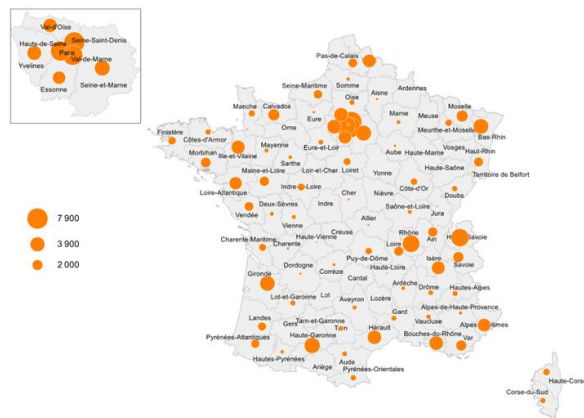 Val-d'Oise
Hauts-de-Seine
Seine-Saint-Denis
Paris
Val-de-Marne
Yvelines
Essonne
Seine-et-Marne
Pas-de-Calais
Somme
Seine-Maritime
Oise
Aisne
Ardennes
Manche
Calvados
Eure
Marne
Meuse
Moselle
Meurthe-et-Moselle
Bas-Rhin
Orne
Finistère
Côtes-d'Armor
Mayenne
Eure-et-Loir
Aube
Haute-Marne
Vosges
Haut-Rhin
Morbihan
Ille-et-Vilaine
Sarthe
Loir-et-Cher
Loiret
Yonne
Haute-Saône
Territoire de Belfort
Maine-et-Loire
Loire-Atlantique
Indre-et-Loire
Cher
Nièvre
Côte-d'Or
Doubs
Vendée
Deux-Sèvres
Vienne
Indre
Saône-et-Loire
Jura
Allier
Creuse
Haute-Vienne
Charente-Maritime
Charente
Puy-de-Dôme
Loire
Rhône
Ain
Haute-Savoie
Savoie
Isère
Dordogne
Corrèze
Cantal
Haute-Loire
Gironde
Lot
Lot-et-Garonne
Aveyron
Lozère
Ardèche
Drôme
Hautes-Alpes
Alpes-de-Haute-Provence
Landes
Gers
Tarn-et-Garonne
Tarn
Gard
Vaucluse
Alpes-Maritimes
Pyrénées-Atlantiques
Haute-Garonne
Hérault
Bouches-du-Rhône
Var
Hautes-Pyrénées
Ariège
Aude
Pyrénées-Orientales
Haute-Corse
Corse-du-Sud
7 900
3 900
2 000